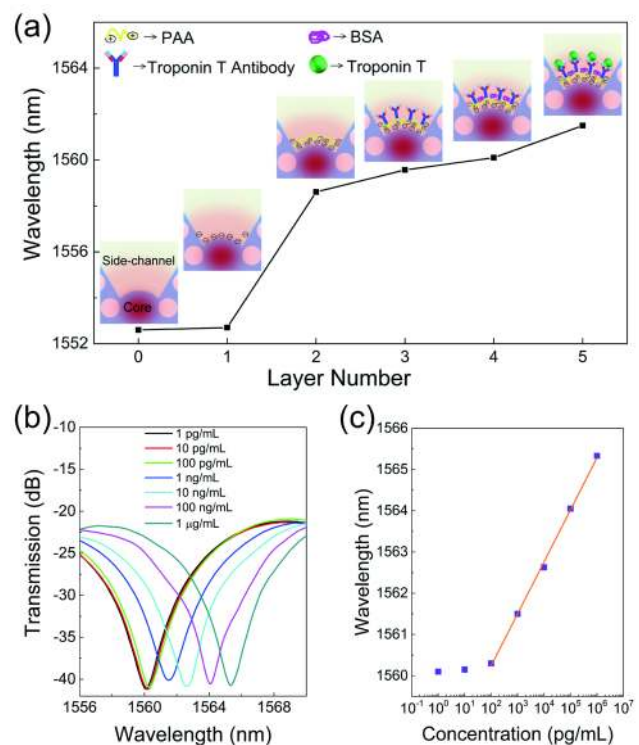 (a)
→PAA →BSA
→Troponin T Antibody →Troponin T
Wavelength (nm)
1564
1560
1556
1552
Side-channel
Core
0 1 2 3 4 5
Layer Number
(b)
Transmission (dB)
-10
-15
-20
-25
-30
-35
-40
1 pg/mL
10 pg/mL
100 pg/mL
1 ng/mL
10 ng/mL
100 ng/mL
1 μg/mL
1556 1560 1564 1568
Wavelength (nm)
(c)
Wavelength (nm)
1566
1565
1564
1563
1562
1561
1560
10⁻¹ 10⁰ 10¹ 10² 10³ 10⁴ 10⁵ 10⁶ 10⁷
Concentration (pg/mL)